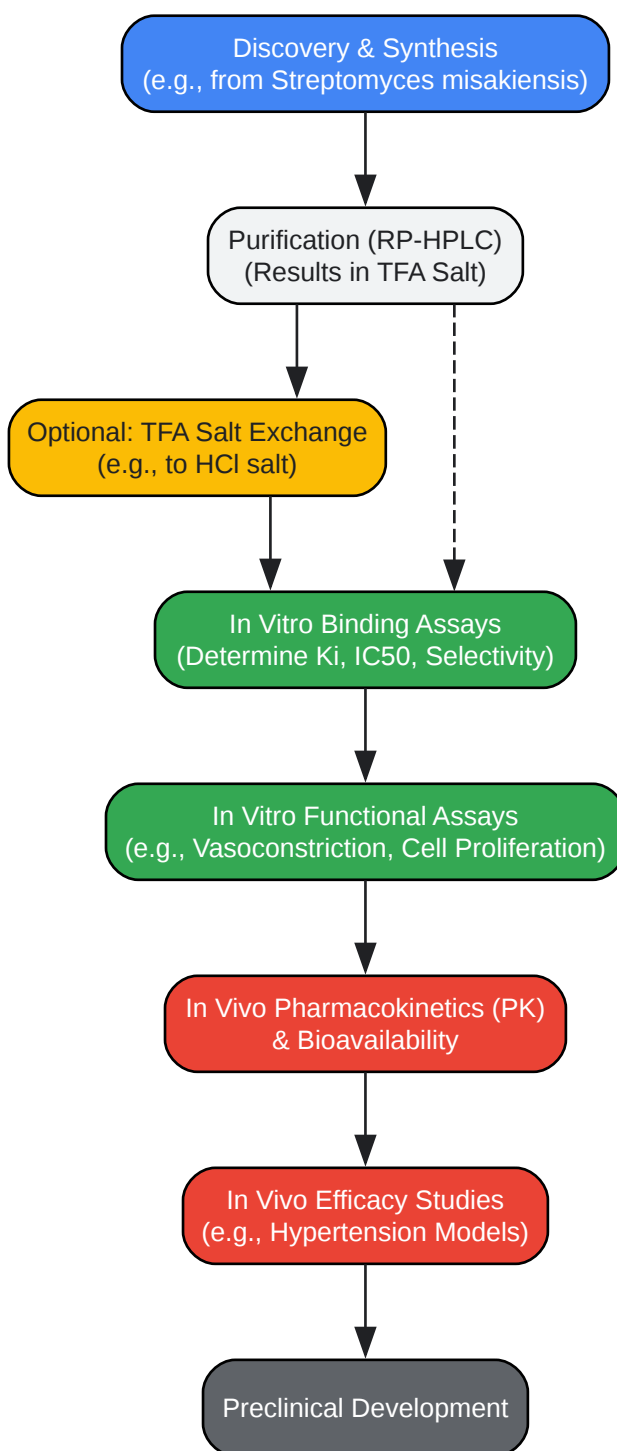 Discovery & Synthesis
(e.g., from Streptomyces misakiensis)
Purification (RP-HPLC)
(Results in TFA Salt)
Optional: TFA Salt Exchange
(e.g., to HCl salt)
In Vitro Binding Assays
(Determine Ki, IC50, Selectivity)
In Vitro Functional Assays
(e.g., Vasoconstriction, Cell Proliferation)
In Vivo Pharmacokinetics (PK)
& Bioavailability
In Vivo Efficacy Studies
(e.g., Hypertension Models)
Preclinical Development